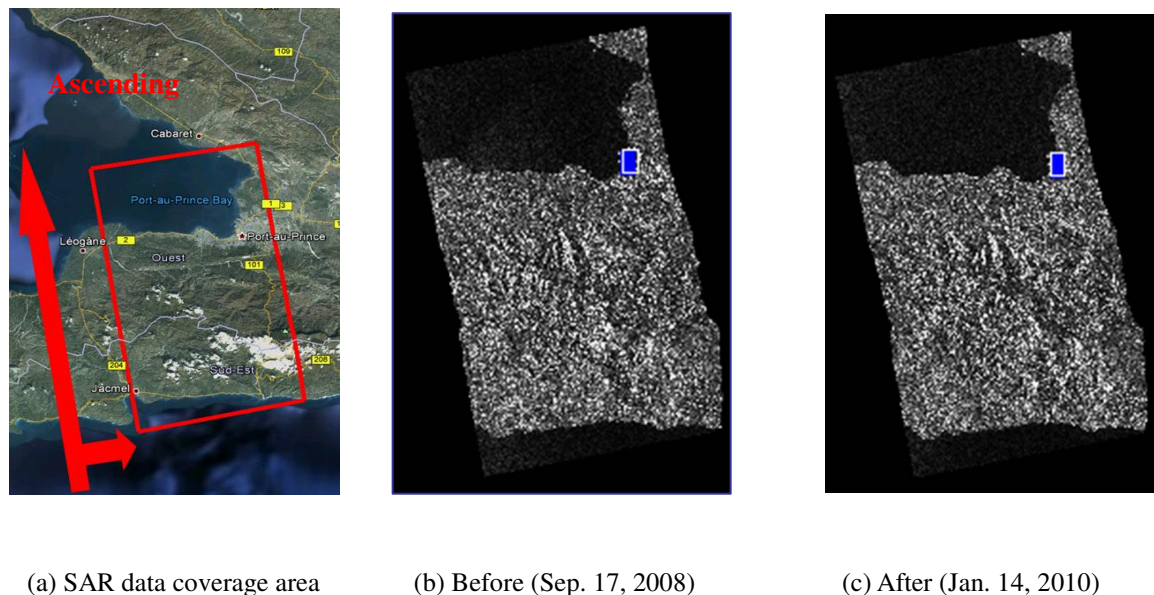 109
Ascending
Cabaret
Port-au-Prince Bay
1 3
Port-au-Prince
Léogâne
2
Ouest
101
204
Sud-Est
208
Jacmel
(a) SAR data coverage area
(b) Before (Sep. 17, 2008)
(c) After (Jan. 14, 2010)